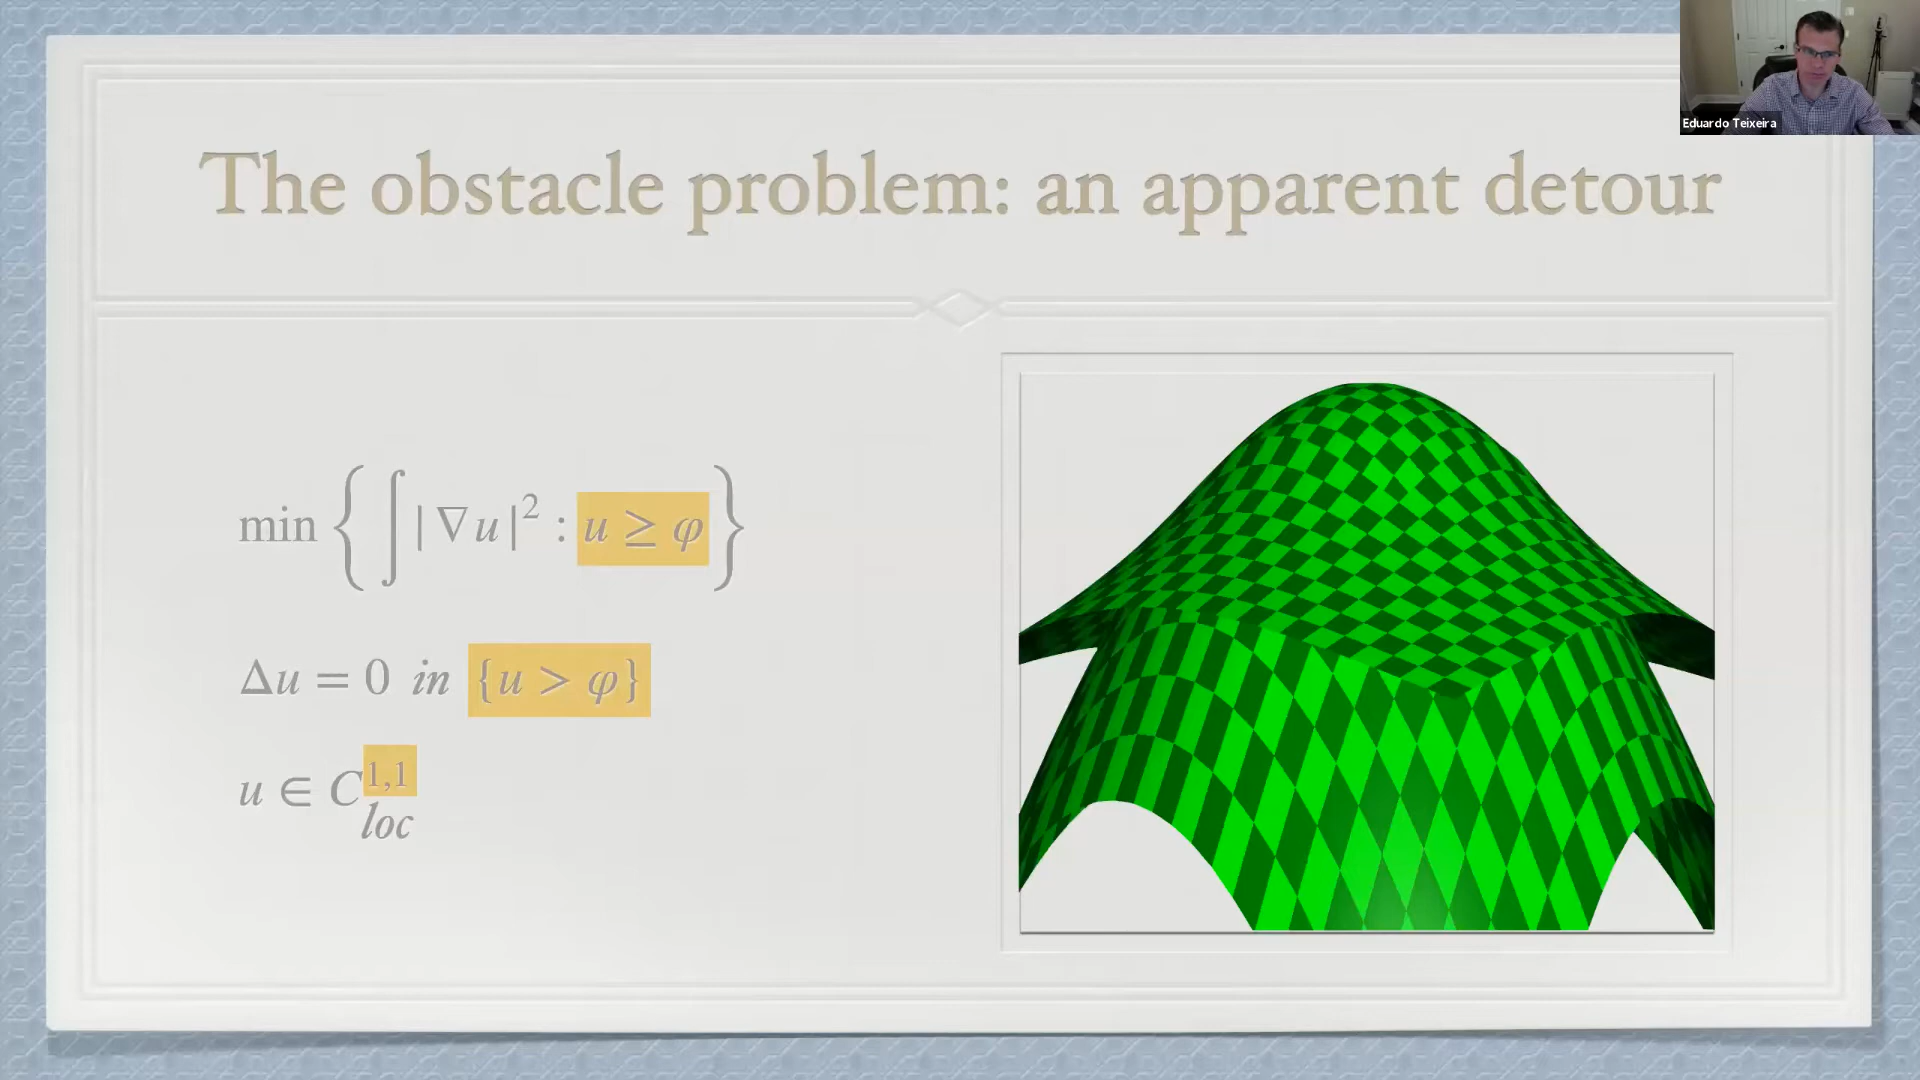 Eduardo Teixeira
The obstacle problem: an apparent detour
min { ∫ |∇u|² : u ≥ φ }
Δu = 0 in {u > φ}
u ∈ C^{1,1}_{loc}